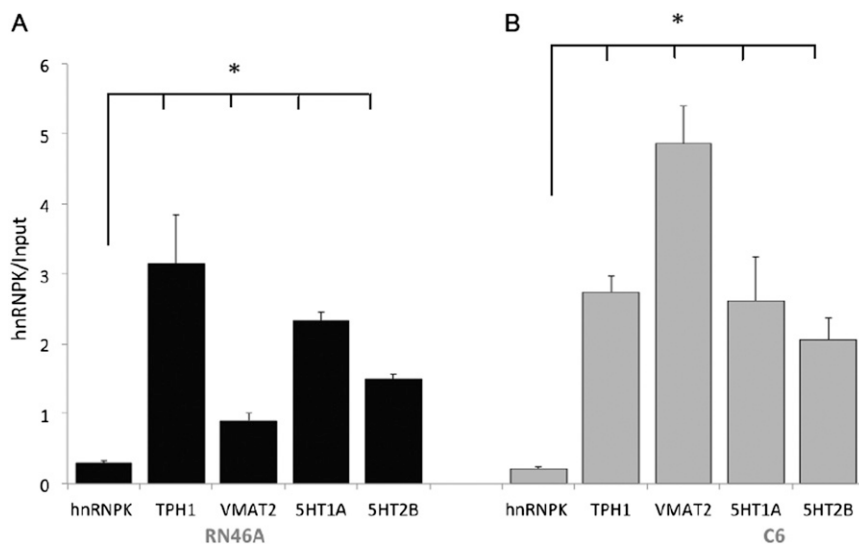 A
B
*
*
6
5
4
3
2
1
0
hnRNPK/Input
hnRNPK TPH1 VMAT2 5HT1A 5HT2B
hnRNPK TPH1 VMAT2 5HT1A 5HT2B
RN46A
C6